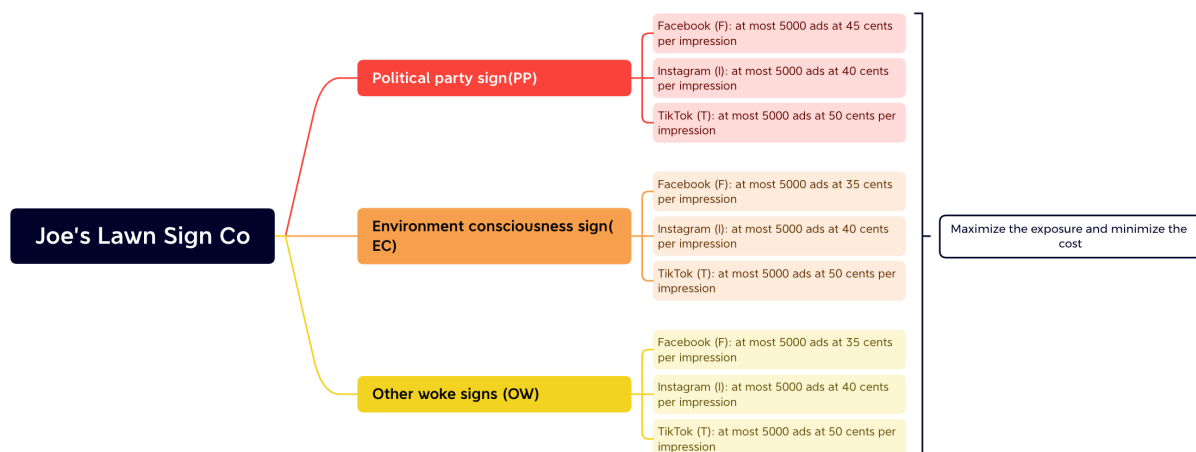 Joe's Lawn Sign Co
Political party sign(PP)
Facebook (F): at most 5000 ads at 45 cents
per impression
Instagram (I): at most 5000 ads at 40 cents
per impression
TikTok (T): at most 5000 ads at 50 cents per
impression
Environment consciousness sign(
EC)
Facebook (F): at most 5000 ads at 35 cents
per impression
Instagram (I): at most 5000 ads at 40 cents
per impression
TikTok (T): at most 5000 ads at 50 cents per
impression
Other woke signs (OW)
Facebook (F): at most 5000 ads at 35 cents
per impression
Instagram (I): at most 5000 ads at 40 cents
per impression
TikTok (T): at most 5000 ads at 50 cents per
impression
Maximize the exposure and minimize the
cost